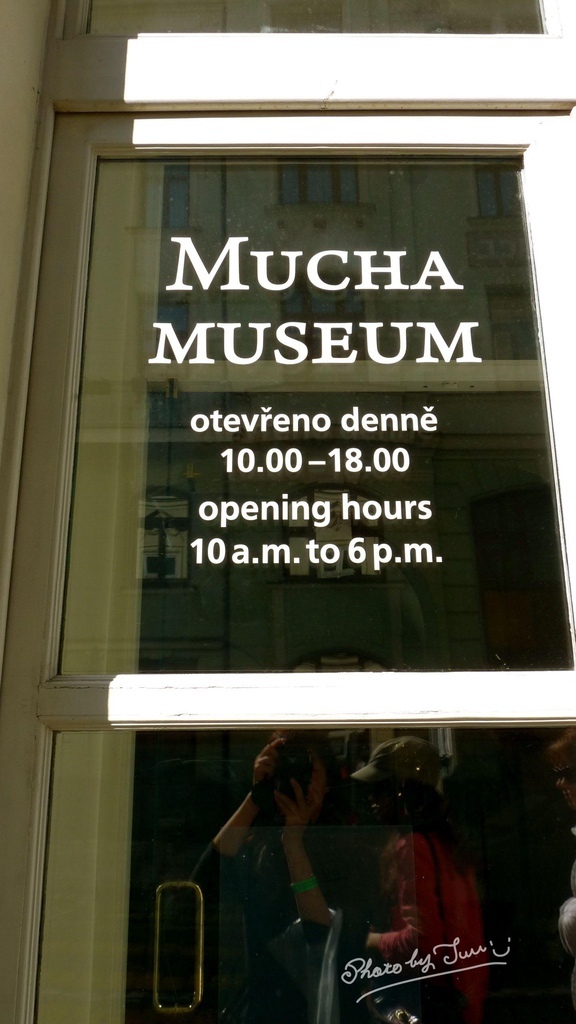 MUCHA
MUSEUM
otevřeno denně
10.00–18.00
opening hours
10 a.m. to 6 p.m.
Photo by